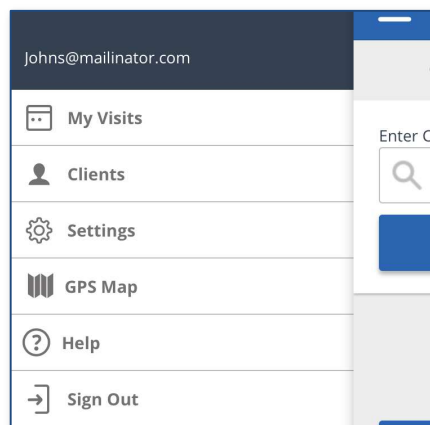 Johns@mailinator.com
My Visits
Enter C
Clients
Settings
GPS Map
Help
Sign Out